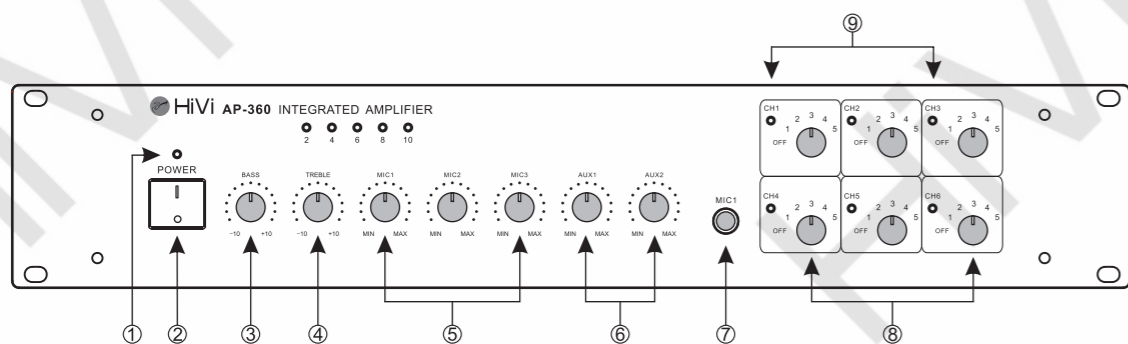 ⑨
HiVi AP-360 INTEGRATED AMPLIFIER
2 4 6 8 10
POWER
BASS
−10 +10
TREBLE
−10 +10
MIC1
MIN MAX
MIC2
MIN MAX
MIC3
MIN MAX
AUX1
MIN MAX
AUX2
MIN MAX
MIC1
CH1
OFF 1 2 3 4 5
CH2
OFF 1 2 3 4 5
CH3
OFF 1 2 3 4 5
CH4
OFF 1 2 3 4 5
CH5
OFF 1 2 3 4 5
CH6
OFF 1 2 3 4 5
① ② ③ ④ ⑤ ⑥ ⑦ ⑧